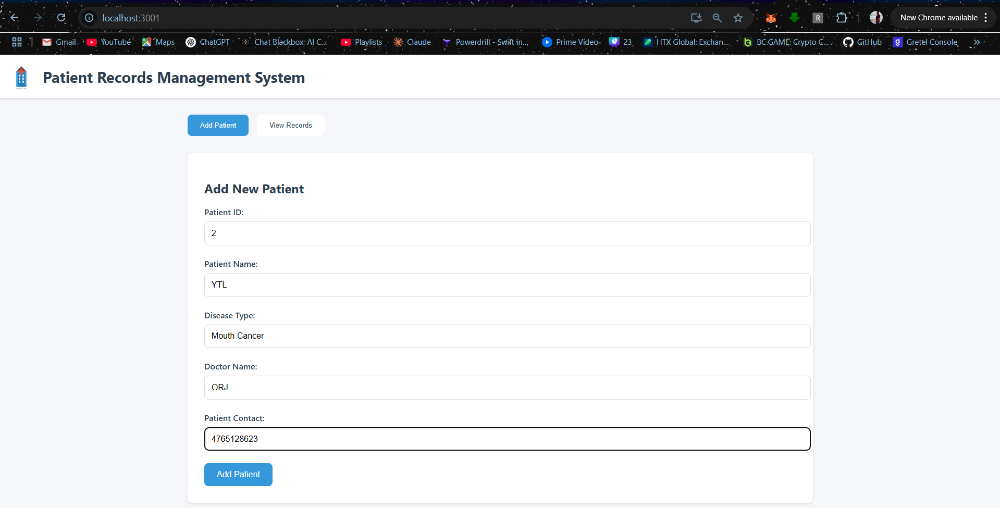 localhost:3001
New Chrome available
Gmail YouTube Maps ChatGPT Chat Blackbox: AI C... Playlists Claude Powerdrill - Swift in... Prime Video 23 HTX Global: Exchan... BC.GAME: Crypto C... GitHub Gretel Console
Patient Records Management System
Add Patient View Records
Add New Patient
Patient ID:
2
Patient Name:
YTL
Disease Type:
Mouth Cancer
Doctor Name:
ORJ
Patient Contact:
4765128623
Add Patient